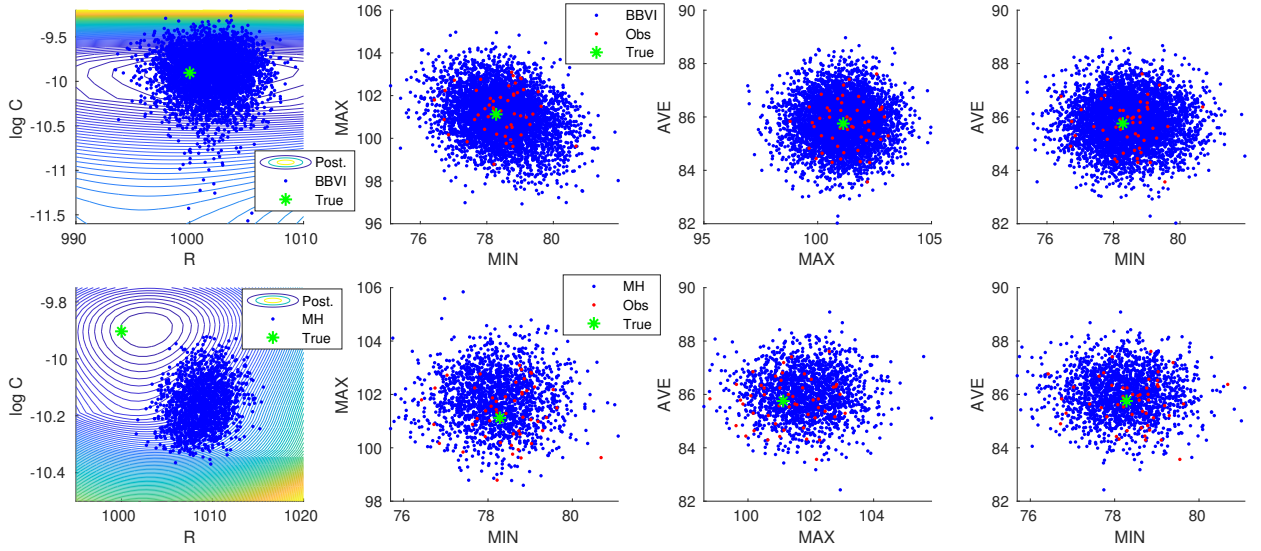 -9.5
-10
-10.5
-11
-11.5
log C
990
1000
1010
R
Post.
BBVI
True
106
104
102
100
98
96
MAX
76
78
80
MIN
BBVI
Obs
True
90
88
86
84
82
AVE
95
100
105
MAX
90
88
86
84
82
AVE
76
78
80
MIN
-9.8
-10
-10.2
-10.4
log C
1000
1010
1020
R
Post.
MH
True
106
104
102
100
98
MAX
76
78
80
MIN
MH
Obs
True
90
88
86
84
82
AVE
100
102
104
MAX
90
88
86
84
82
AVE
76
78
80
MIN